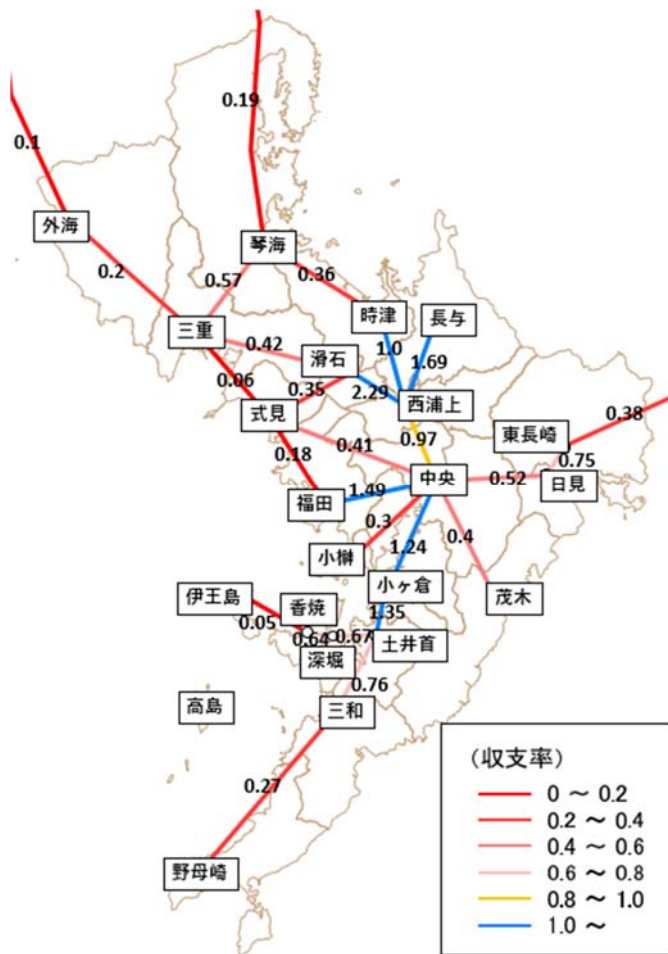 0.19
0.1
外海
琴海
0.2
0.57
0.36
時津
長与
三重
0.42
滑石
1.0
1.69
0.06
0.35
2.29
西浦上
式見
0.38
東長崎
0.41
0.97
0.18
中央
0.75
0.52
日見
福田
1.49
0.3
小榊
1.24
0.4
小ヶ倉
伊王島
香焼
茂木
1.35
0.05
0.64
0.67
土井首
深堀
0.76
高島
三和
(収支率)
0.27
0 ～ 0.2
0.2 ～ 0.4
0.4 ～ 0.6
野母崎
0.6 ～ 0.8
0.8 ～ 1.0
1.0 ～